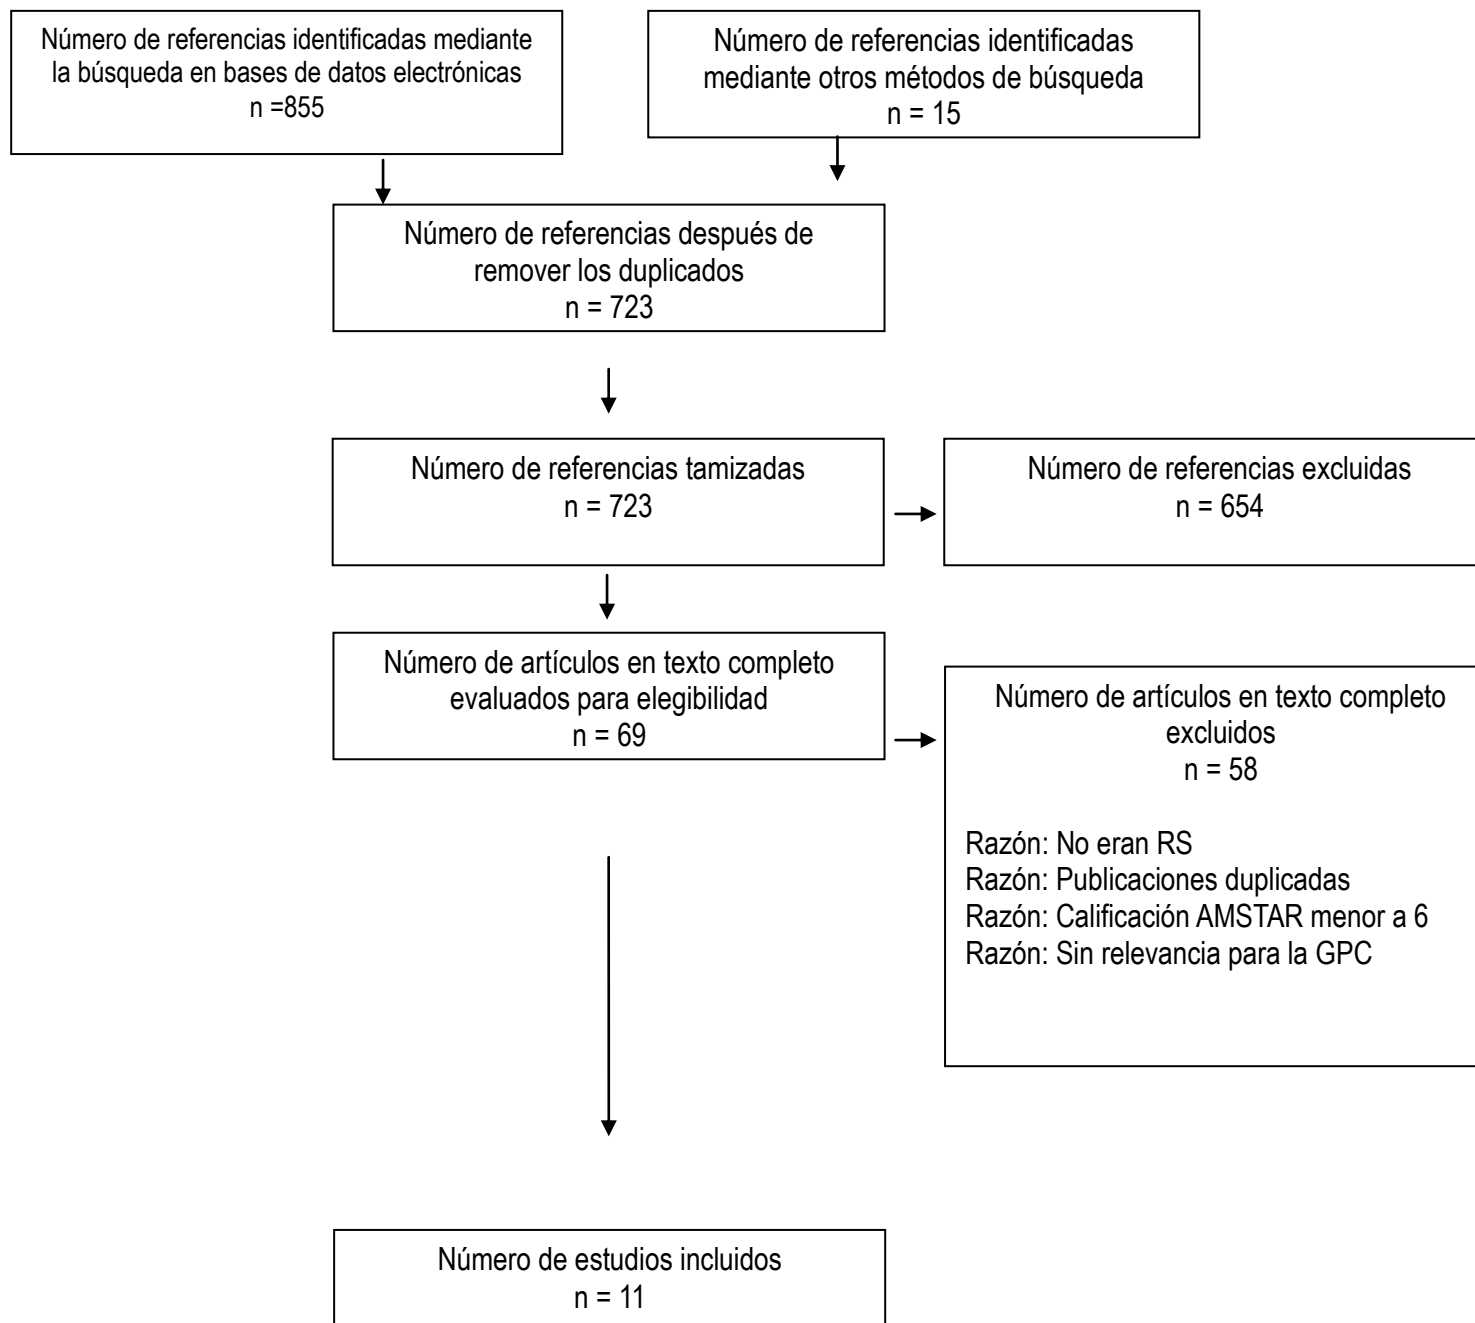 Número de referencias identificadas mediante
la búsqueda en bases de datos electrónicas
n =855
Número de referencias identificadas
mediante otros métodos de búsqueda
n = 15
Número de referencias después de
remover los duplicados
n = 723
Número de referencias tamizadas
n = 723
Número de referencias excluidas
n = 654
Número de artículos en texto completo
evaluados para elegibilidad
n = 69
Número de artículos en texto completo
excluidos
n = 58
Razón: No eran RS
Razón: Publicaciones duplicadas
Razón: Calificación AMSTAR menor a 6
Razón: Sin relevancia para la GPC
Número de estudios incluidos
n = 11